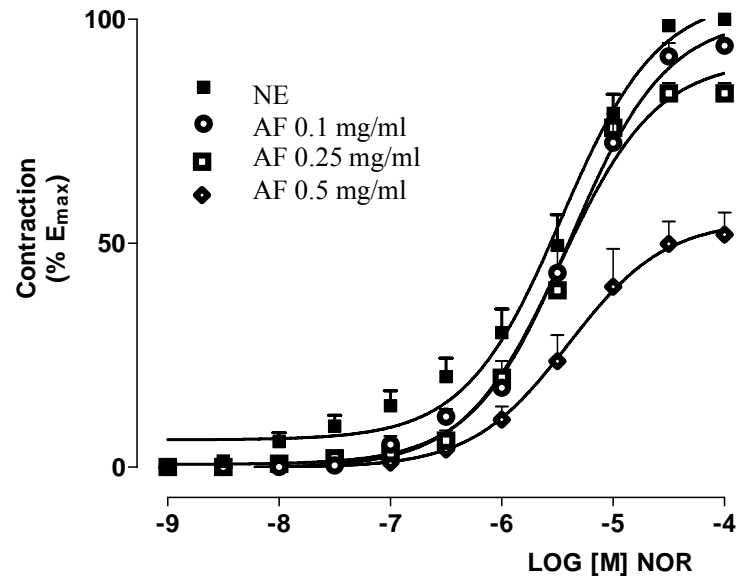 100
NE
AF 0.1 mg/ml
AF 0.25 mg/ml
AF 0.5 mg/ml
Contraction
(% Emax)
50
0
-9 -8 -7 -6 -5 -4
LOG [M] NOR